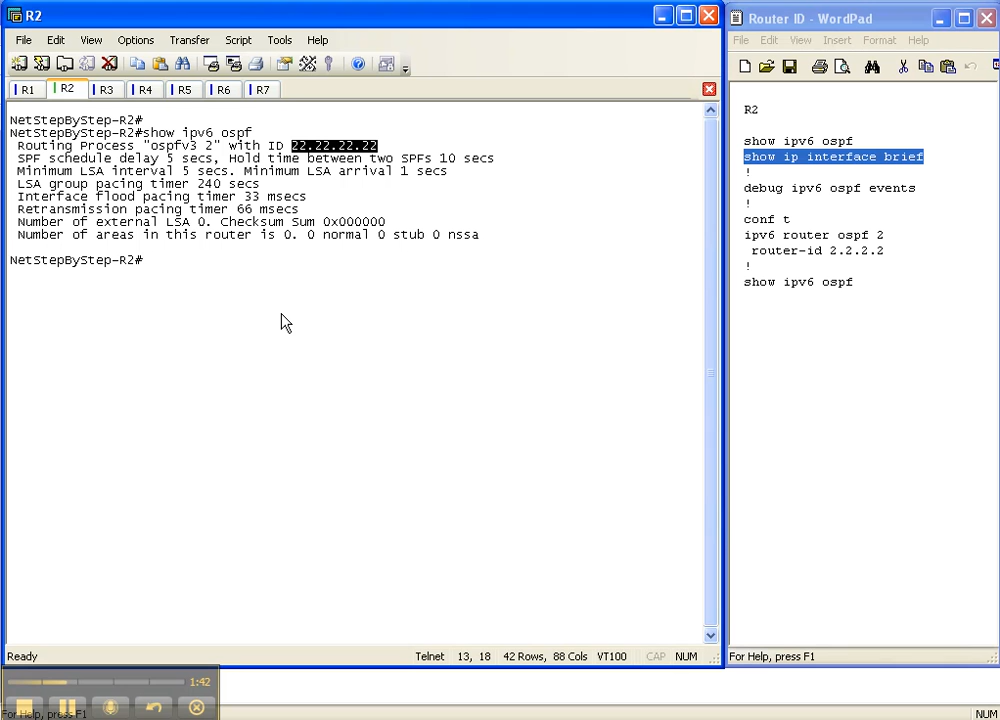 R2
File Edit View Options Transfer Script Tools Help
R1 R2 R3 R4 R5 R6 R7
NetStepByStep-R2#
NetStepByStep-R2#show ipv6 ospf
Routing Process "ospfv3 2" with ID 22.22.22.22
SPF schedule delay 5 secs, Hold time between two SPFs 10 secs
Minimum LSA interval 5 secs. Minimum LSA arrival 1 secs
LSA group pacing timer 240 secs
Interface flood pacing timer 33 msecs
Retransmission pacing timer 66 msecs
Number of external LSA 0. Checksum Sum 0x000000
Number of areas in this router is 0. 0 normal 0 stub 0 nssa
NetStepByStep-R2#
Ready Telnet 13, 18 42 Rows, 88 Cols VT100 CAP NUM
Router ID - WordPad
File Edit View Insert Format Help
R2
show ipv6 ospf
show ip interface brief
!
debug ipv6 ospf events
!
conf t
ipv6 router ospf 2
router-id 2.2.2.2
!
show ipv6 ospf
For Help, press F1
1:42
For Help, press F1 NUM